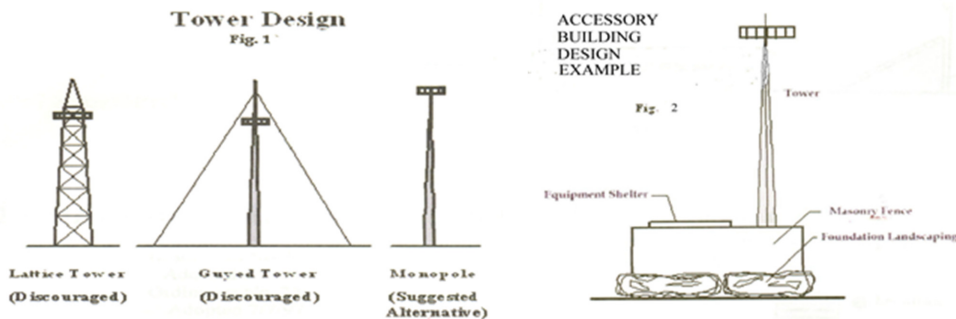 Tower Design
Fig. 1
Lattice Tower
(Discouraged)
Guyed Tower
(Discouraged)
Monopole
(Suggested
Alternative)
ACCESSORY
BUILDING
DESIGN
EXAMPLE
Fig. 2
Tower
Equipment Shelter
Masonry Fence
Foundation Landscaping